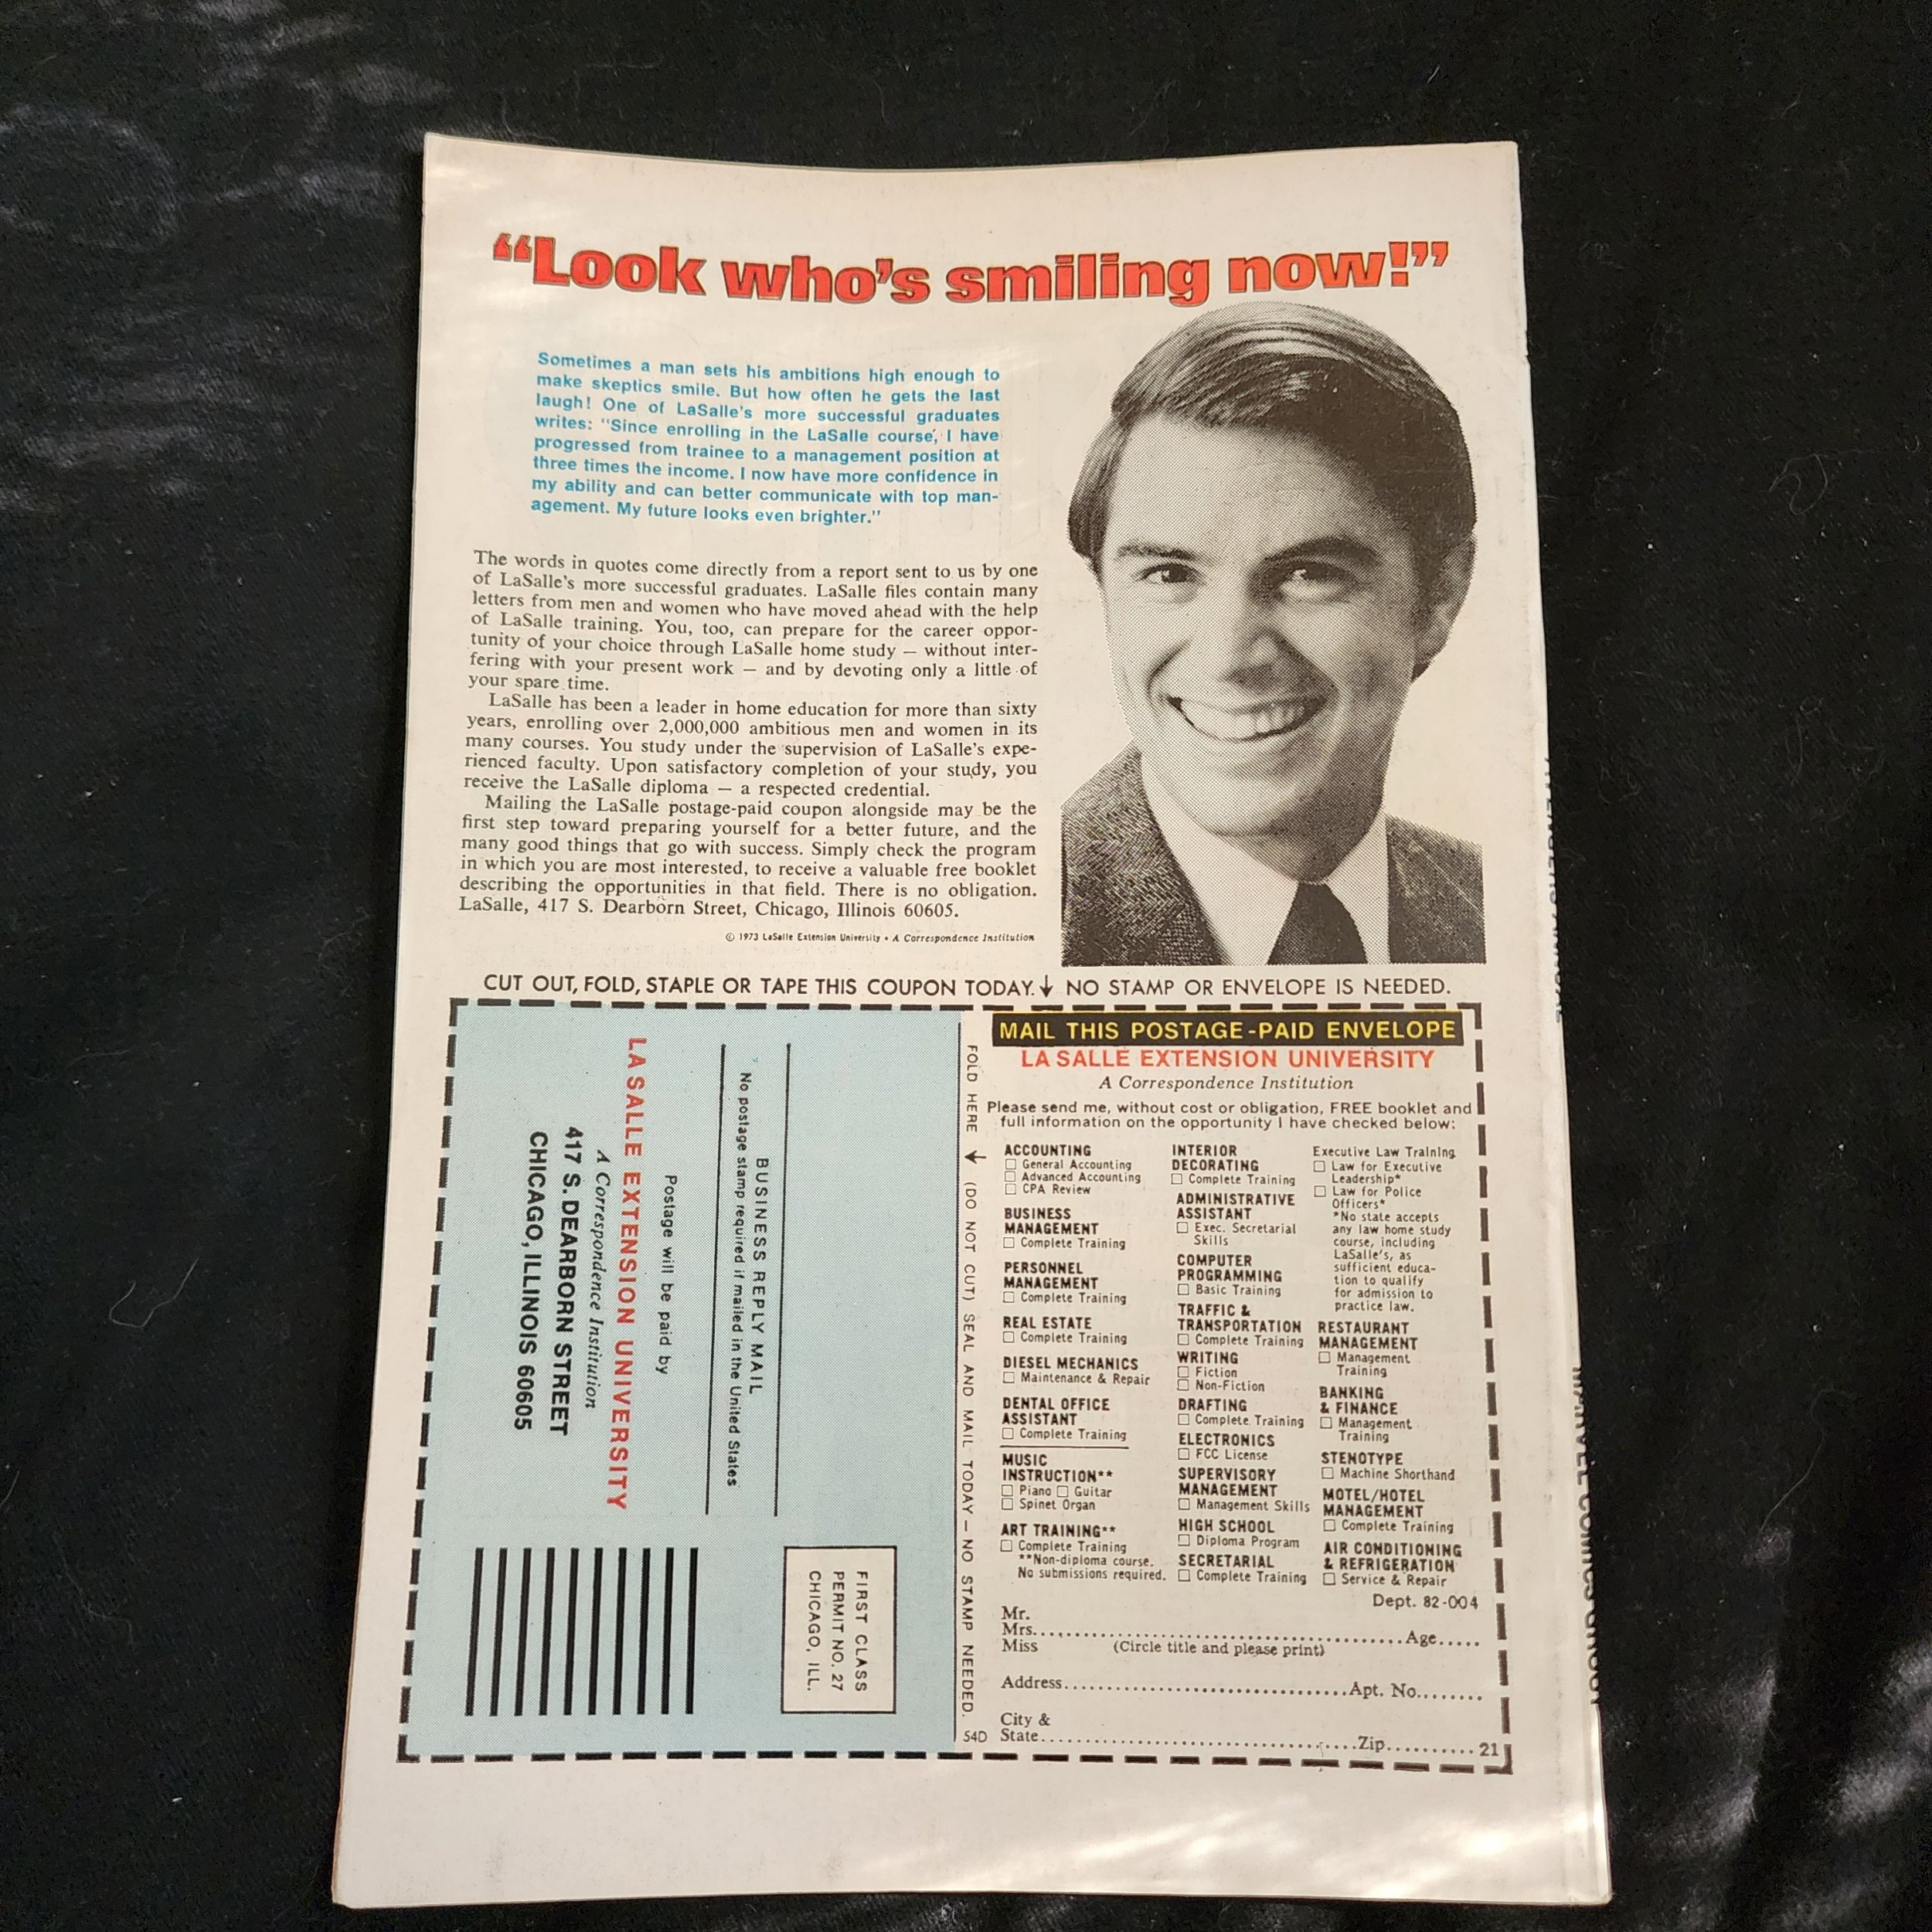 “Look who’s smiling now!”
Sometimes a man sets his ambitions high enough to
make skeptics smile. But how often he gets the last
laugh! One of LaSalle's more successful graduates
writes: "Since enrolling in the LaSalle course, I have
progressed from trainee to a management position at
three times the income. I now have more confidence in
my ability and can better communicate with top man-
agement. My future looks even brighter."
The words in quotes come directly from a report sent to us by one
of LaSalle's more successful graduates. LaSalle files contain many
letters from men and women who have moved ahead with the help
of LaSalle training. You, too, can prepare for the career oppor-
tunity of your choice through LaSalle home study — without inter-
fering with your present work — and by devoting only a little of
your spare time.
LaSalle has been a leader in home education for more than sixty
years, enrolling over 2,000,000 ambitious men and women in its
many courses. You study under the supervision of LaSalle's expe-
rienced faculty. Upon satisfactory completion of your study, you
receive the LaSalle diploma — a respected credential.
Mailing the LaSalle postage-paid coupon alongside may be the
first step toward preparing yourself for a better future, and the
many good things that go with success. Simply check the program
in which you are most interested, to receive a valuable free booklet
describing the opportunities in that field. There is no obligation.
LaSalle, 417 S. Dearborn Street, Chicago, Illinois 60605.
© 1973 LaSalle Extension University • A Correspondence Institution
CUT OUT, FOLD, STAPLE OR TAPE THIS COUPON TODAY. ↓ NO STAMP OR ENVELOPE IS NEEDED.
FIRST CLASS
PERMIT NO. 27
CHICAGO, ILL.
BUSINESS REPLY MAIL
No postage stamp required if mailed in the United States
Postage will be paid by
LA SALLE EXTENSION UNIVERSITY
A Correspondence Institution
417 S. DEARBORN STREET
CHICAGO, ILLINOIS 60605
FOLD HERE (DO NOT CUT) SEAL AND MAIL TODAY – NO STAMP NEEDED.
54D
MAIL THIS POSTAGE-PAID ENVELOPE
LA SALLE EXTENSION UNIVERSITY
A Correspondence Institution
Please send me, without cost or obligation, FREE booklet and
full information on the opportunity I have checked below:
ACCOUNTING
☐ General Accounting
☐ Advanced Accounting
☐ CPA Review
BUSINESS
MANAGEMENT
☐ Complete Training
PERSONNEL
MANAGEMENT
☐ Complete Training
REAL ESTATE
☐ Complete Training
DIESEL MECHANICS
☐ Maintenance & Repair
DENTAL OFFICE
ASSISTANT
☐ Complete Training
MUSIC
INSTRUCTION**
☐ Piano ☐ Guitar
☐ Spinet Organ
ART TRAINING**
☐ Complete Training
**Non-diploma course.
No submissions required.
INTERIOR
DECORATING
☐ Complete Training
ADMINISTRATIVE
ASSISTANT
☐ Exec. Secretarial
Skills
COMPUTER
PROGRAMMING
☐ Basic Training
TRAFFIC &
TRANSPORTATION
☐ Complete Training
WRITING
☐ Fiction
☐ Non-Fiction
DRAFTING
☐ Complete Training
ELECTRONICS
☐ FCC License
SUPERVISORY
MANAGEMENT
☐ Management Skills
HIGH SCHOOL
☐ Diploma Program
SECRETARIAL
☐ Complete Training
Executive Law Training
☐ Law for Executive
Leadership*
☐ Law for Police
Officers*
*No state accepts
any law home study
course, including
LaSalle's, as
sufficient educa-
tion to qualify
for admission to
practice law.
RESTAURANT
MANAGEMENT
☐ Management
Training
BANKING
& FINANCE
☐ Management
Training
STENOTYPE
☐ Machine Shorthand
MOTEL/HOTEL
MANAGEMENT
☐ Complete Training
AIR CONDITIONING
& REFRIGERATION
☐ Service & Repair
Dept. 82-004
Mr.
Mrs. Age
Miss (Circle title and please print)
Address Apt. No.
City &
State Zip 21